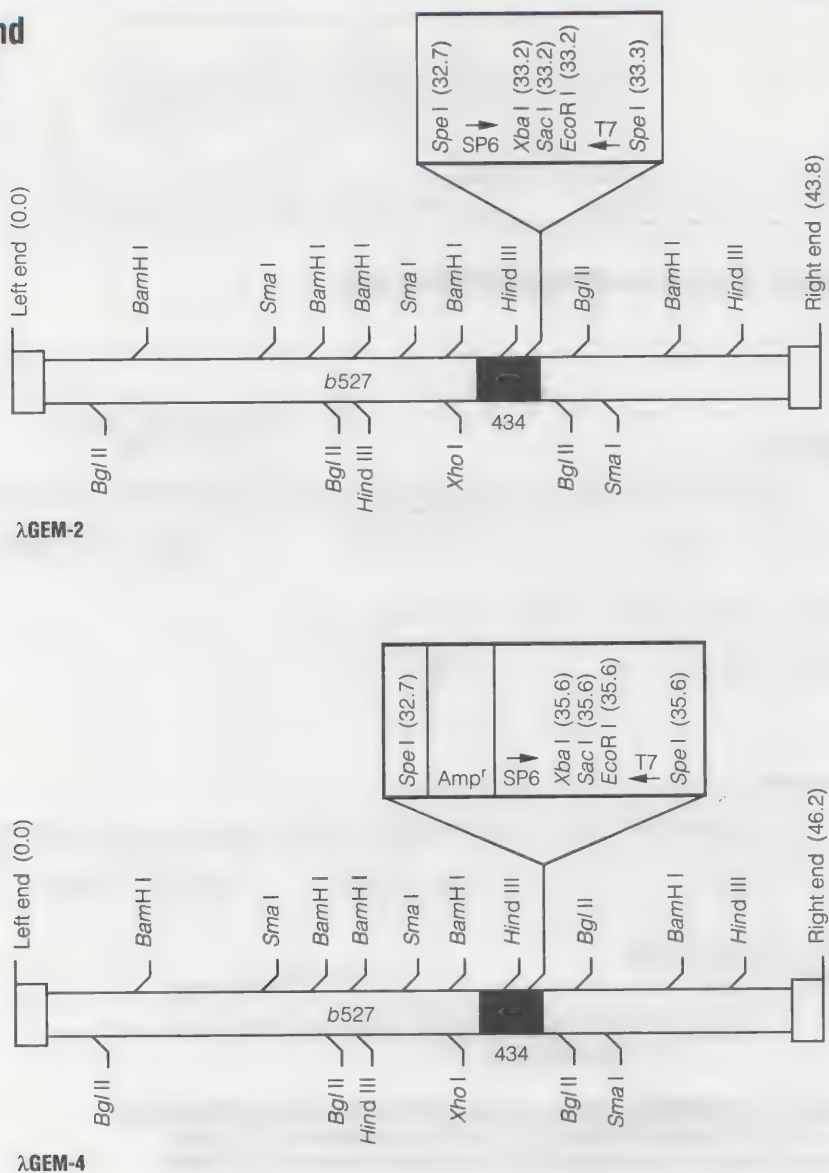 nd
Left end (0.0)
BamH I
Sma I
BamH I
BamH I
Sma I
BamH I
Hind III
Bgl II
BamH I
Hind III
Right end (43.8)
Spe I (32.7)
SP6
Xba I (33.2)
Sac I (33.2)
EcoR I (33.2)
T7
Spe I (33.3)
b527
434
Bgl II
Bgl II
Hind III
Xho I
Bgl II
Sma I
λGEM-2
Left end (0.0)
BamH I
Sma I
BamH I
BamH I
Sma I
BamH I
Hind III
Bgl II
BamH I
Hind III
Right end (46.2)
Spe I (32.7)
Ampʳ
SP6
Xba I (35.6)
Sac I (35.6)
EcoR I (35.6)
T7
Spe I (35.6)
b527
434
Bgl II
Bgl II
Hind III
Xho I
Bgl II
Sma I
λGEM-4